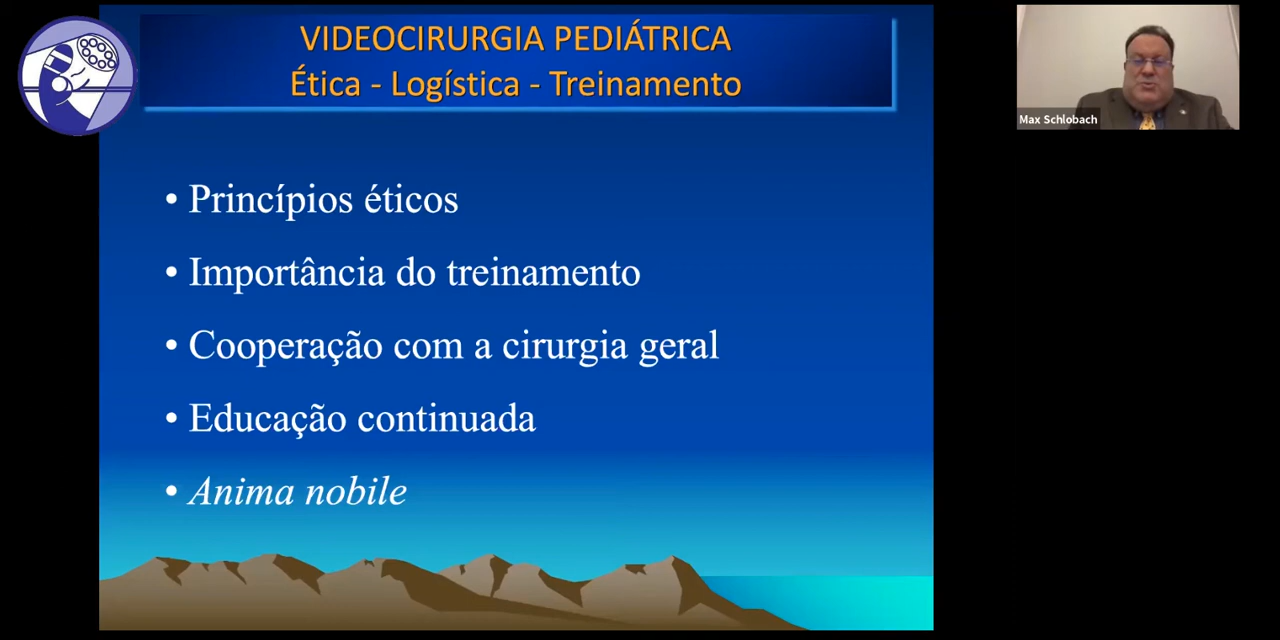 VIDEOCIRURGIA PEDIÁTRICA
Ética - Logística - Treinamento
• Princípios éticos
• Importância do treinamento
• Cooperação com a cirurgia geral
• Educação continuada
• Anima nobile
Max Schlobach